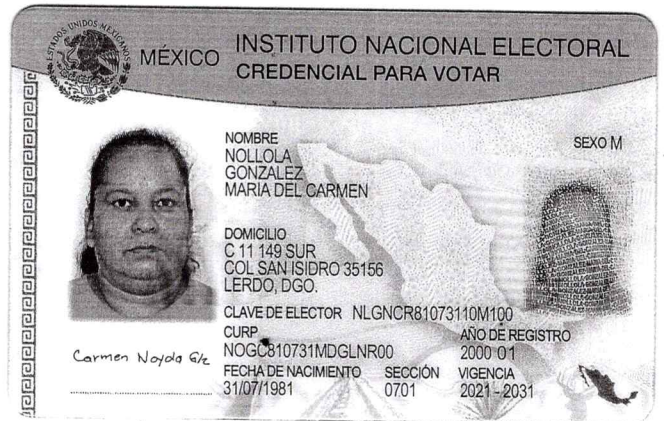 ESTADOS UNIDOS MEXICANOS
MÉXICO
INSTITUTO NACIONAL ELECTORAL
CREDENCIAL PARA VOTAR
NOMBRE
SEXO M
NOLLOLA
GONZALEZ
MARIA DEL CARMEN
DOMICILIO
C 11 149 SUR
COL SAN ISIDRO 35156
LERDO, DGO.
CLAVE DE ELECTOR NLGNCR81073110M100
CURP
NOGC810731MDGLNR00
AÑO DE REGISTRO
2000 01
FECHA DE NACIMIENTO
31/07/1981
SECCIÓN
0701
VIGENCIA
2021 - 2031
Carmen Noyola Glz